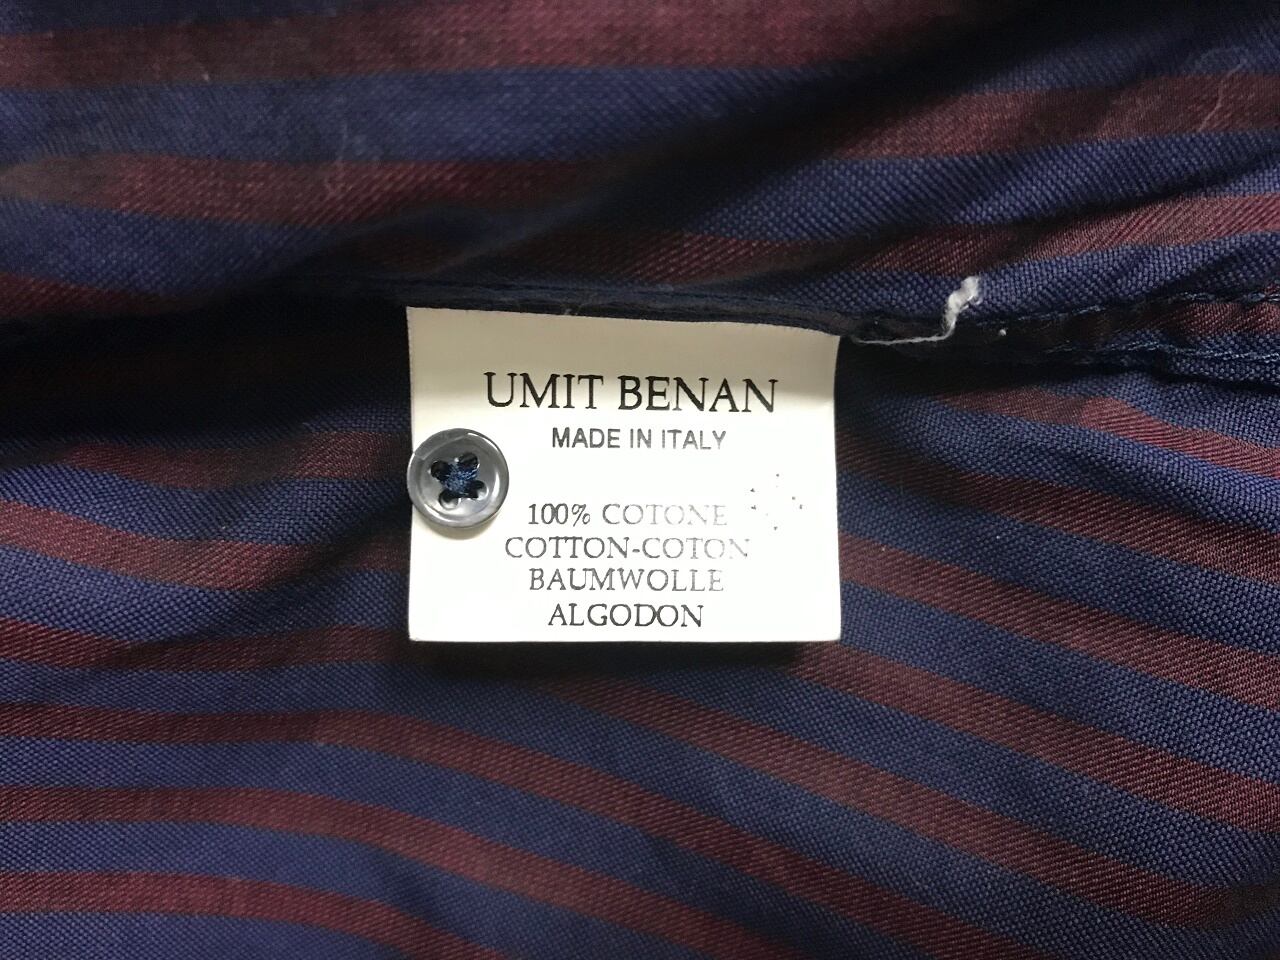 UMIT BENAN
MADE IN ITALY
100% COTONE
COTTON-COTON
BAUMWOLLE
ALGODON